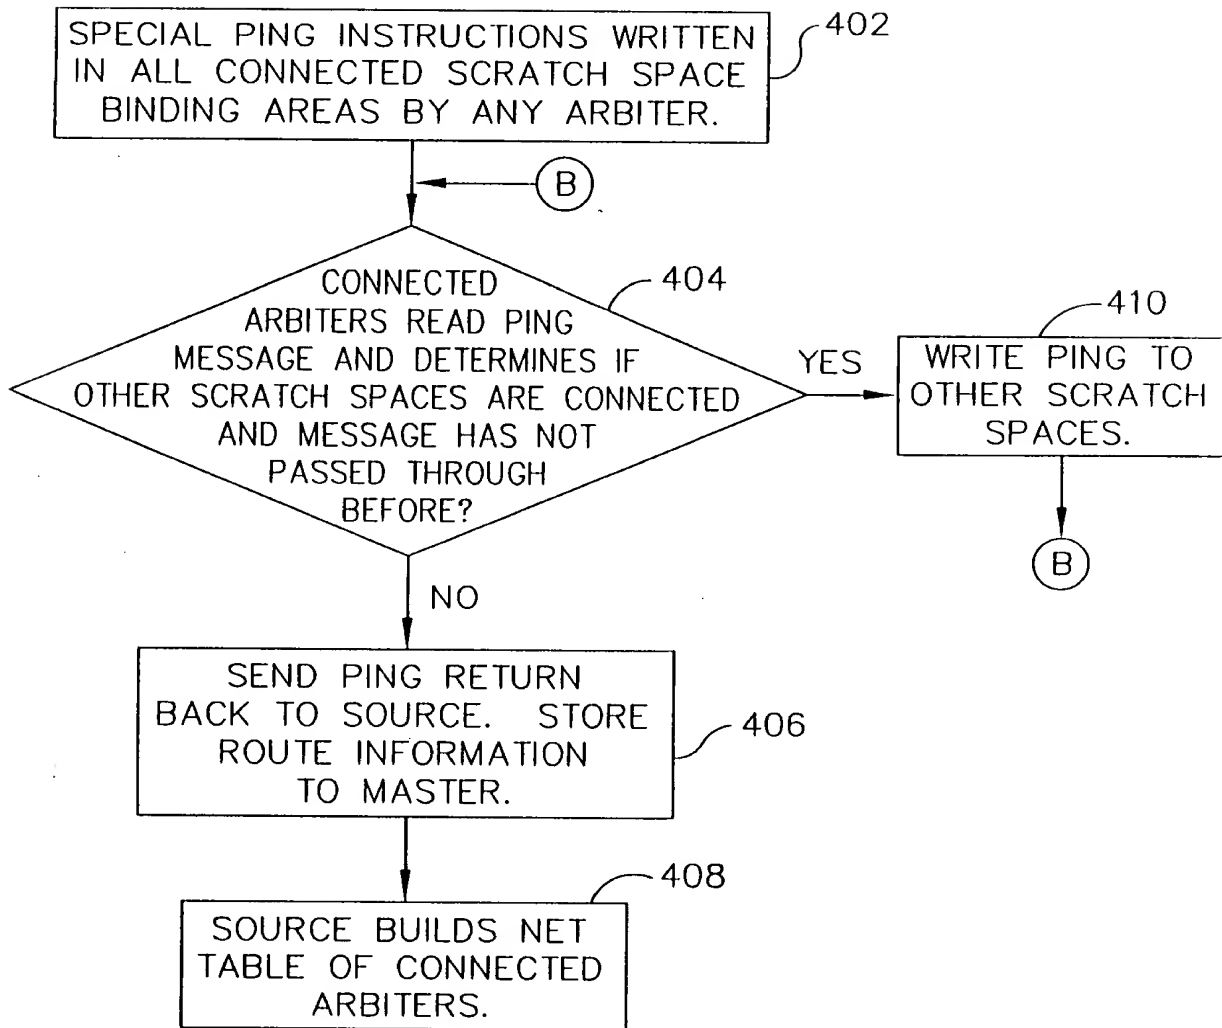 SPECIAL PING INSTRUCTIONS WRITTEN
IN ALL CONNECTED SCRATCH SPACE
BINDING AREAS BY ANY ARBITER.
402
B
CONNECTED
ARBITERS READ PING
MESSAGE AND DETERMINES IF
OTHER SCRATCH SPACES ARE CONNECTED
AND MESSAGE HAS NOT
PASSED THROUGH
BEFORE?
404
YES
410
WRITE PING TO
OTHER SCRATCH
SPACES.
B
NO
SEND PING RETURN
BACK TO SOURCE. STORE
ROUTE INFORMATION
TO MASTER.
406
408
SOURCE BUILDS NET
TABLE OF CONNECTED
ARBITERS.